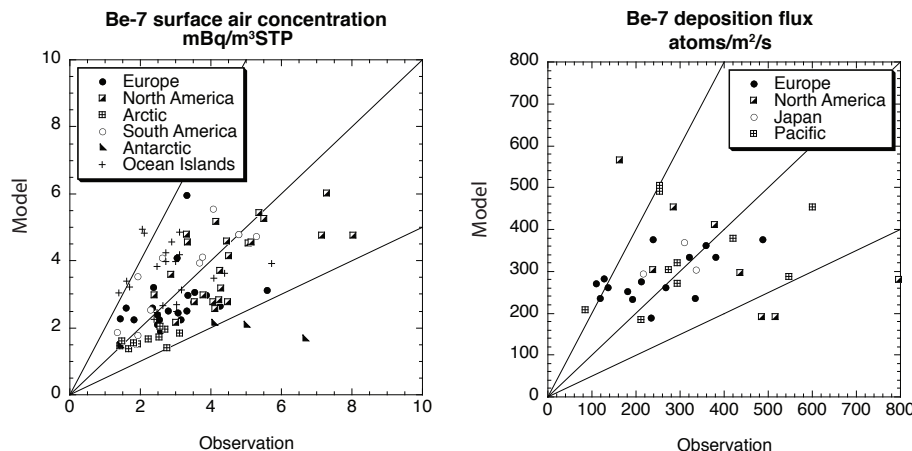 Be-7 surface air concentration
mBq/m³STP
10
8
6
4
2
0
0 2 4 6 8 10
Model
Observation
Europe
North America
Arctic
South America
Antarctic
Ocean Islands
Be-7 deposition flux
atoms/m²/s
800
700
600
500
400
300
200
100
0
0 100 200 300 400 500 600 700 800
Model
Observation
Europe
North America
Japan
Pacific